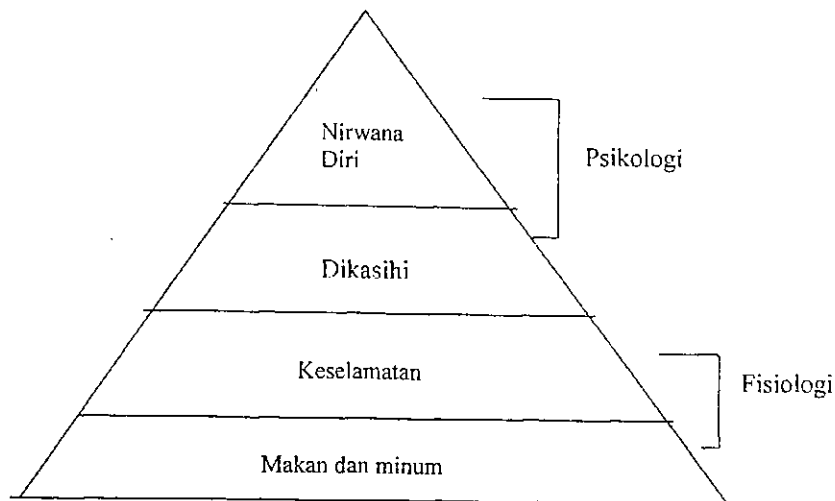 Nirwana
Diri
Psikologi
Dikasihi
Keselamatan
Fisiologi
Makan dan minum